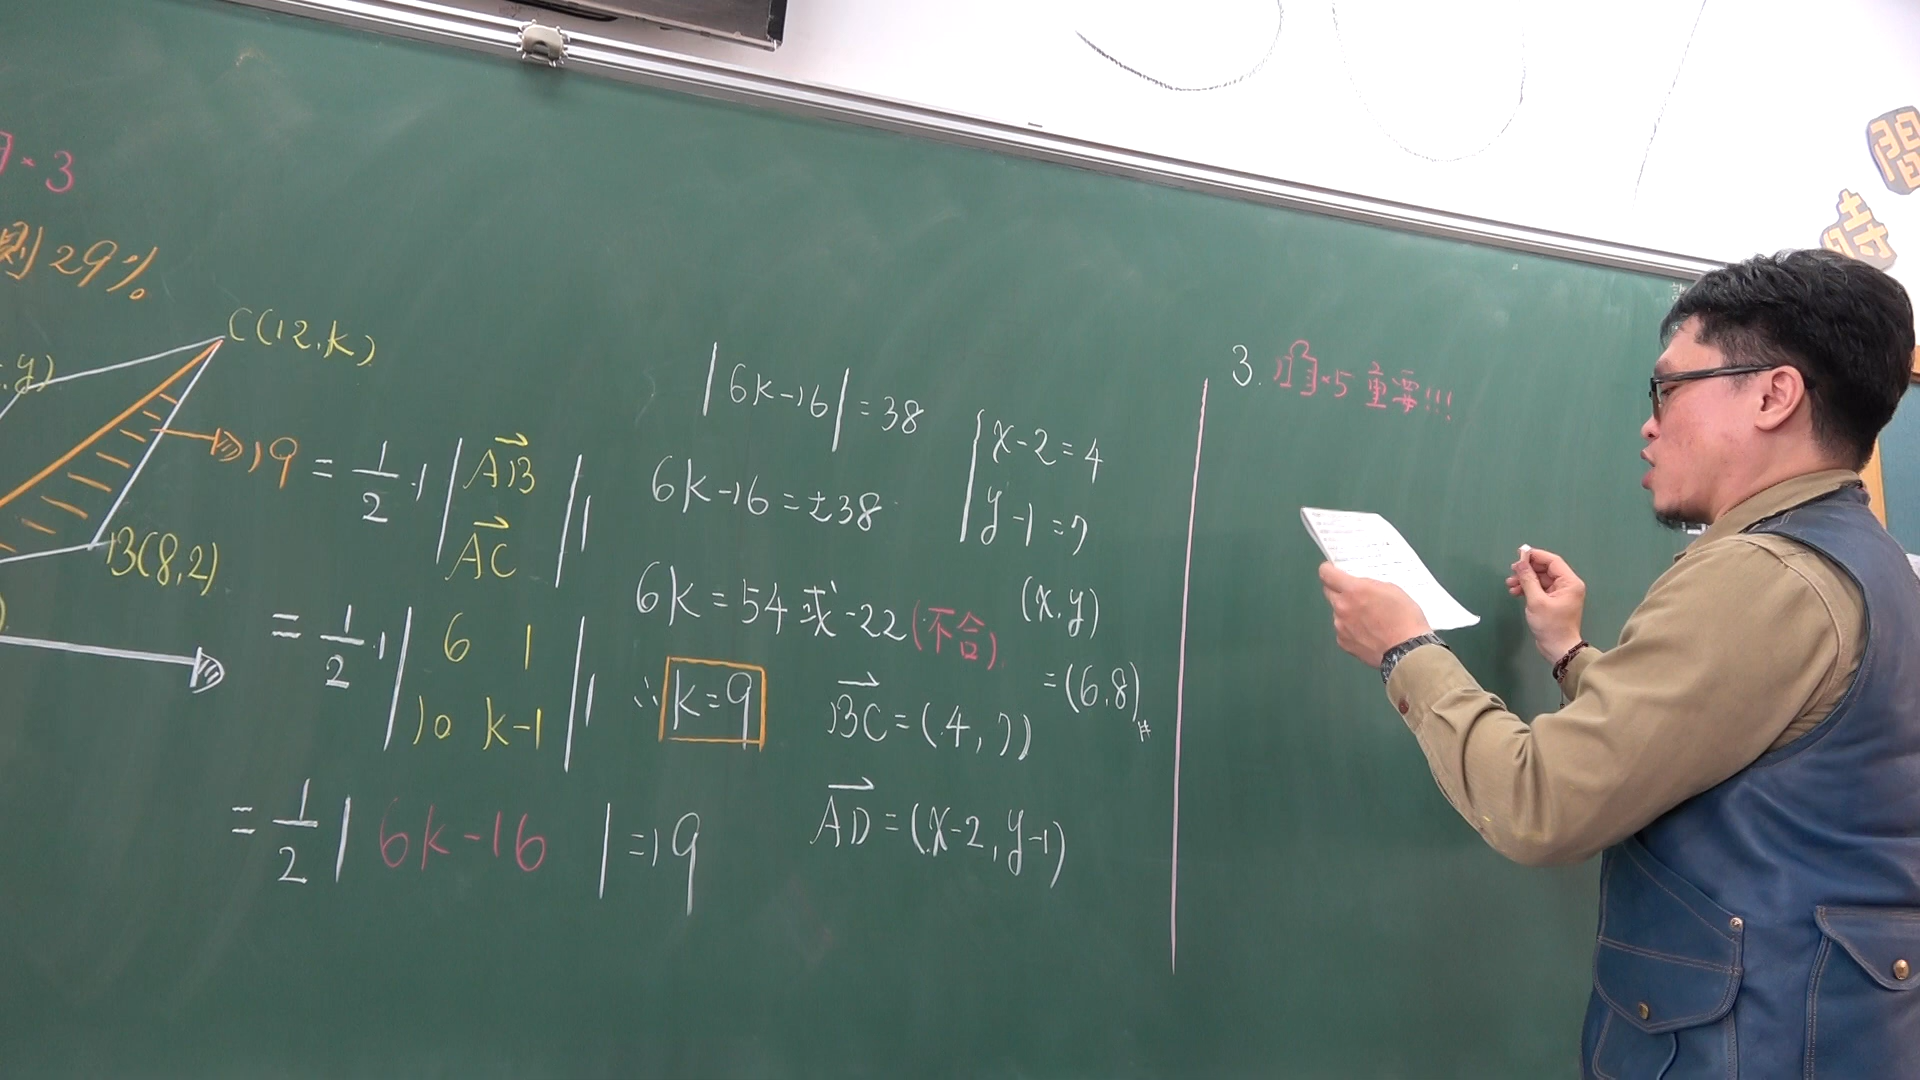 ×3
則29%
C(12,k)
,y)
B(8,2)
19 = 1/2 · | | AB→ ; AC→ | |
= 1/2 · | | 6 1 ; 10 k-1 | |
= 1/2 | 6k-16 | = 19
|6k-16| = 38
6k-16 = ±38
6k = 54 或 -22 (不合)
∴ k=9
BC→ = (4,7)
AD→ = (x-2, y-1)
{ x-2=4
y-1=7
(x,y)
=(6,8)#
3. ×5 重要!!!
時
間